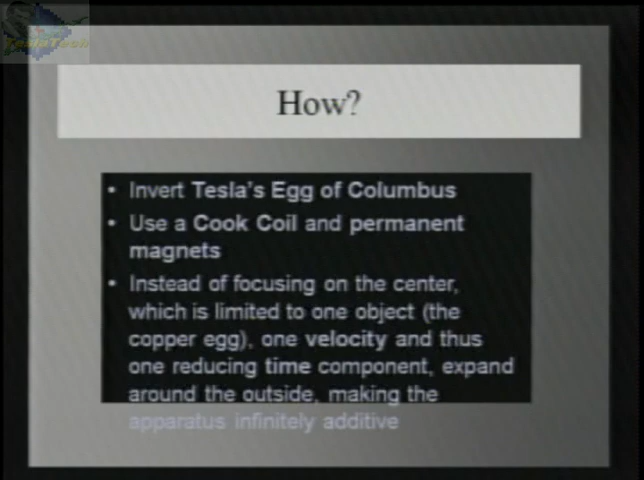 TeslaTech
How?
• Invert Tesla's Egg of Columbus
• Use a Cook Coil and permanent
magnets
• Instead of focusing on the center,
which is limited to one object (the
copper egg), one velocity and thus
one reducing time component, expand
around the outside, making the
apparatus infinitely additive